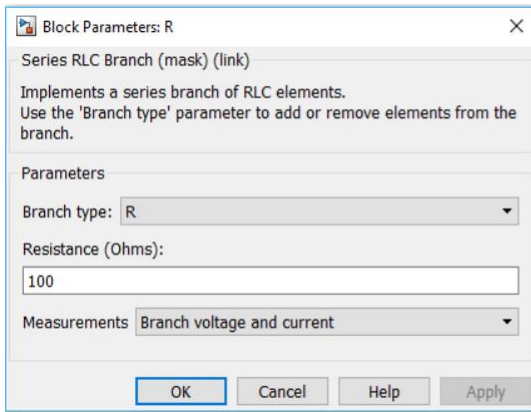 Block Parameters: R
Series RLC Branch (mask) (link)
Implements a series branch of RLC elements.
Use the 'Branch type' parameter to add or remove elements from the
branch.
Parameters
Branch type: R
Resistance (Ohms):
100
Measurements Branch voltage and current
OK Cancel Help Apply